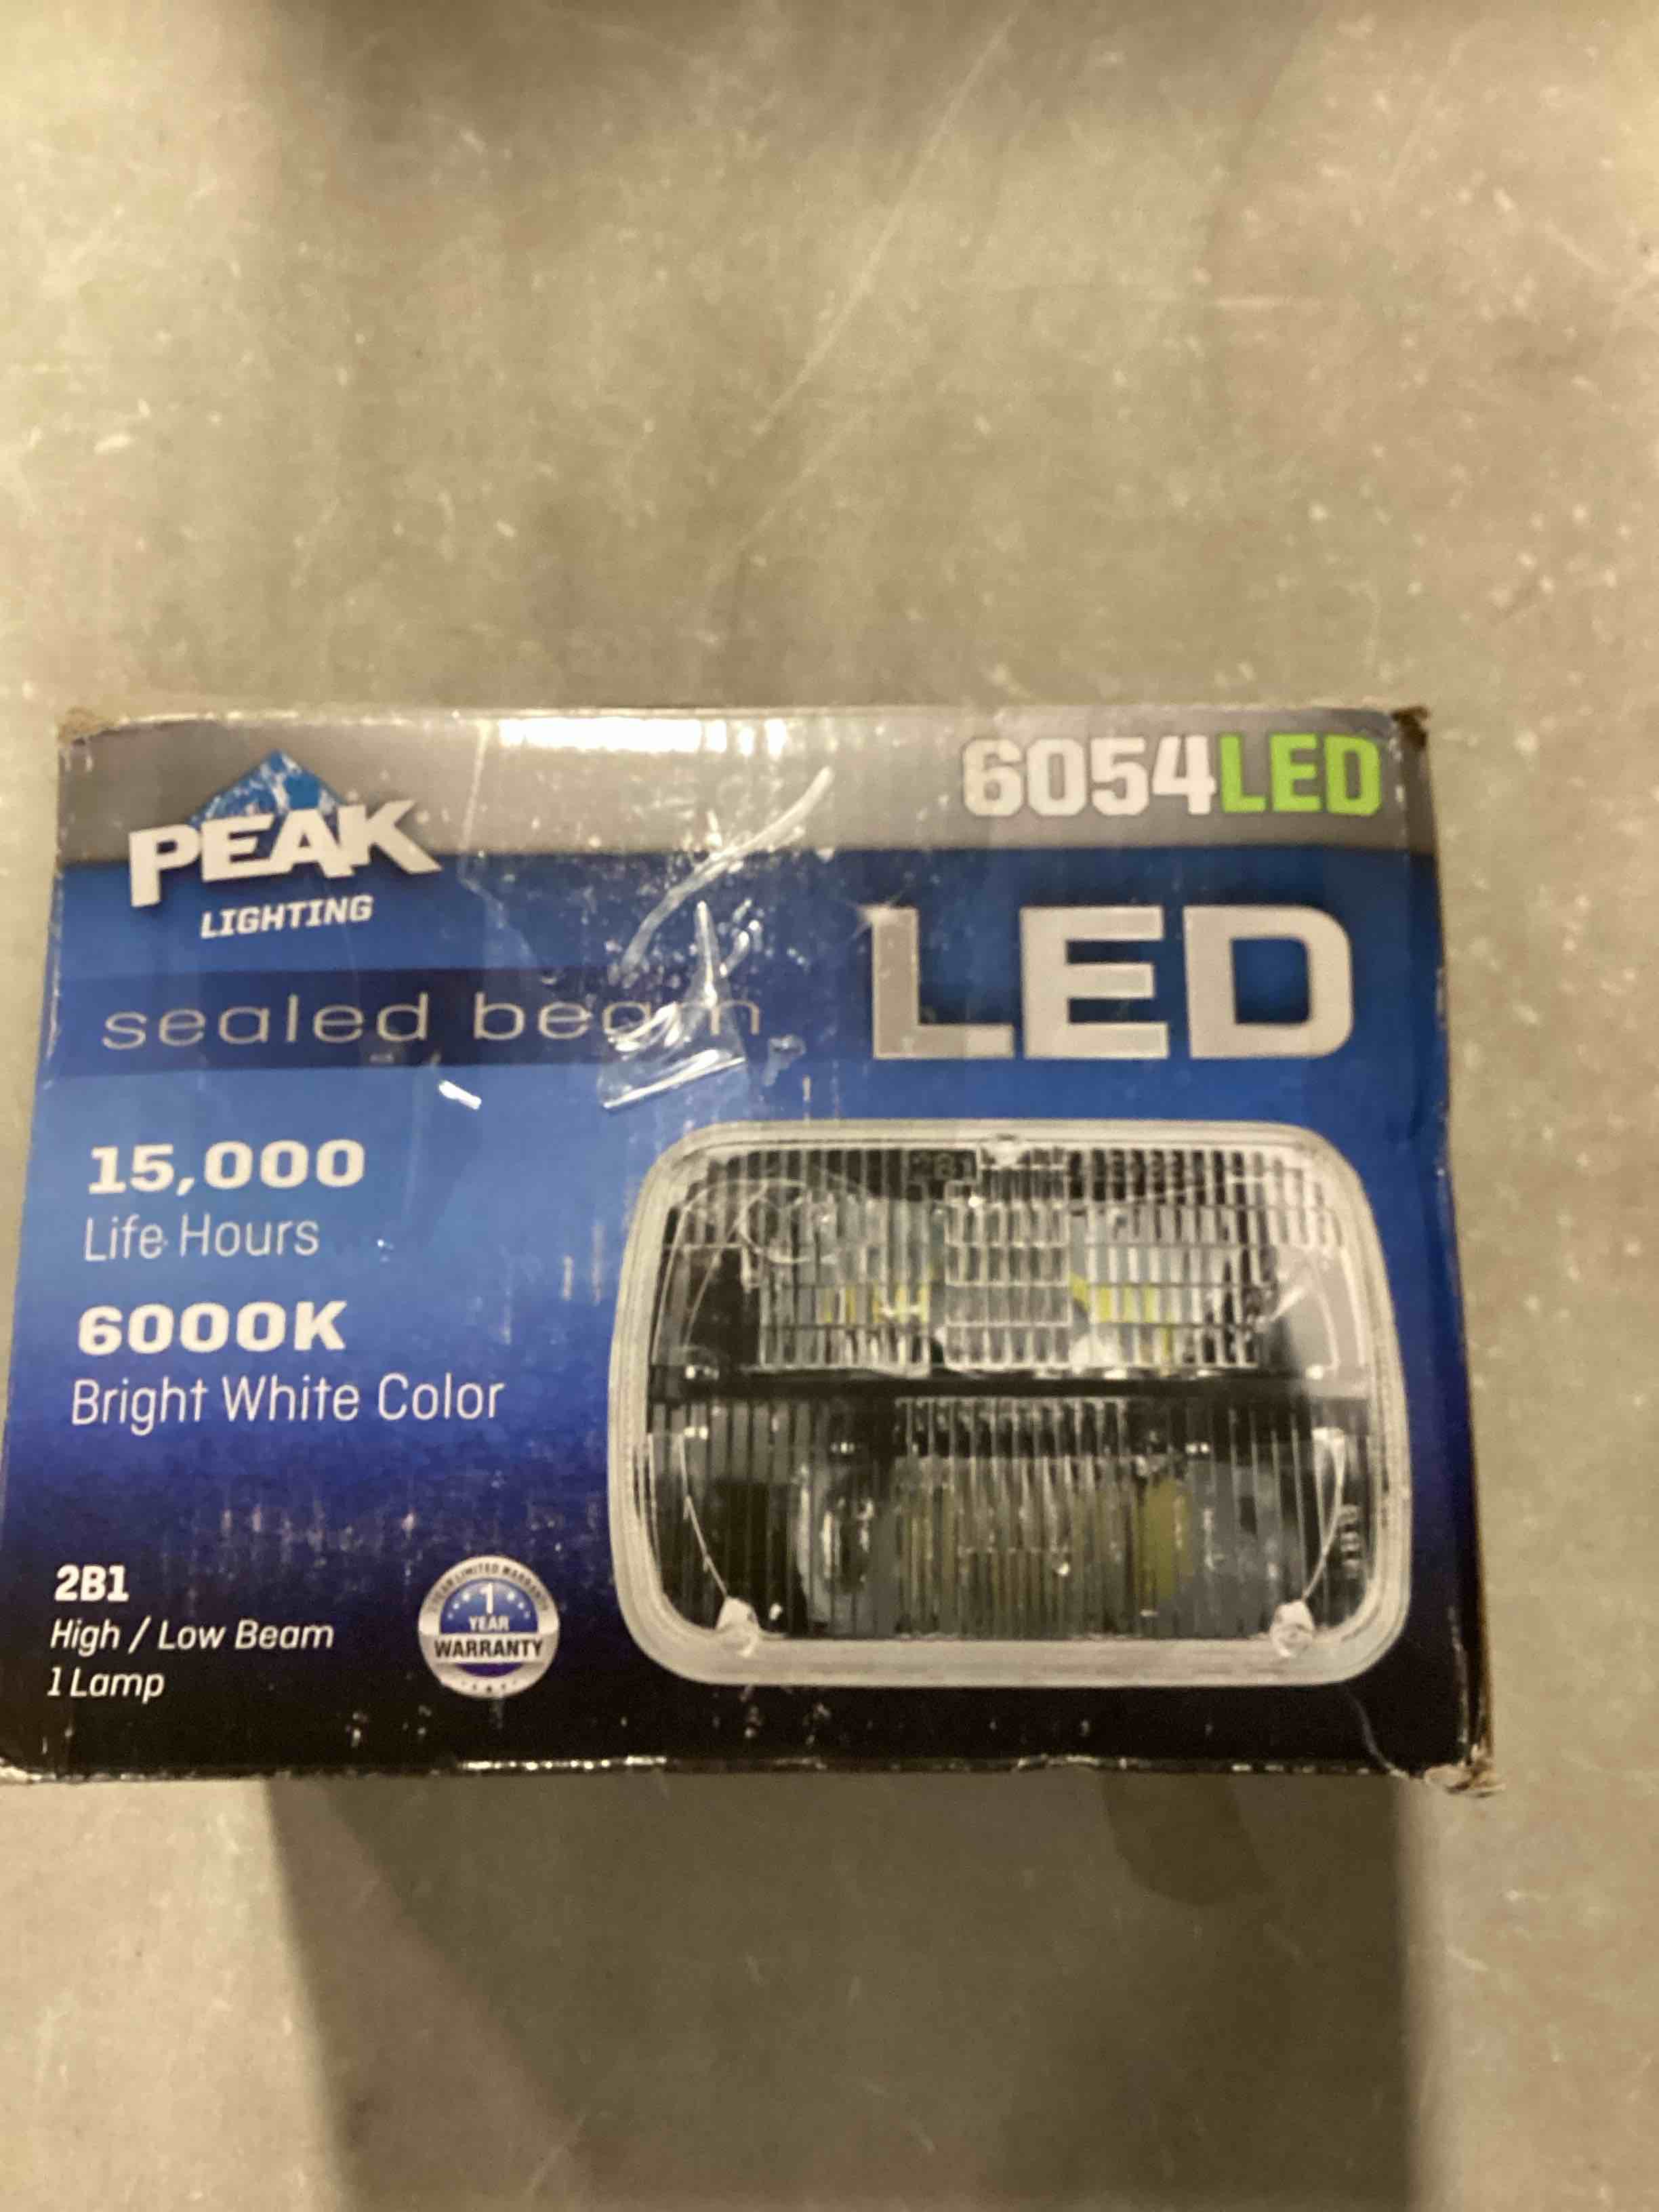 PEAK
LIGHTING
6054LED
sealed beam
LED
15,000
Life Hours
6000K
Bright White Color
2B1
High / Low Beam
1 Lamp
1
YEAR
WARRANTY